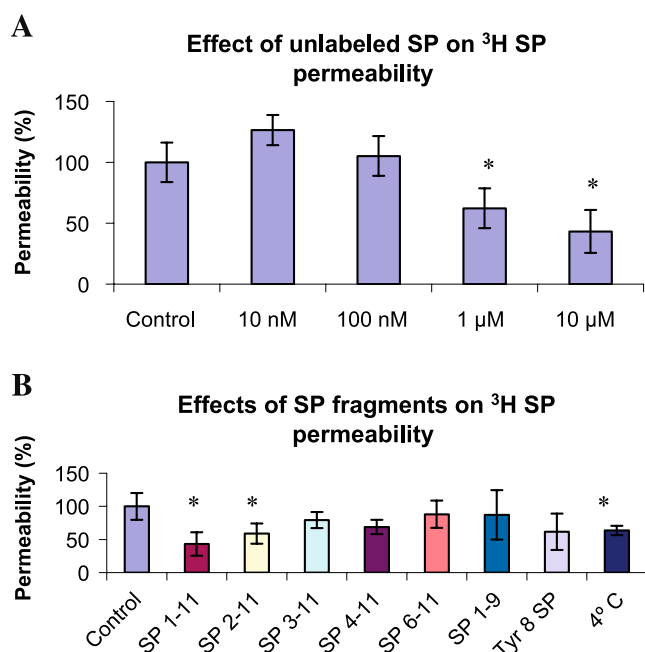 A
Effect of unlabeled SP on ³H SP
permeability
Permeability (%)
150
100
50
0
*
*
Control 10 nM 100 nM 1 µM 10 µM
B
Effects of SP fragments on ³H SP
permeability
Permeability (%)
150
100
50
0
* * *
Control SP 1-11 SP 2-11 SP 3-11 SP 4-11 SP 6-11 SP 1-9 Tyr 8 SP 4º C